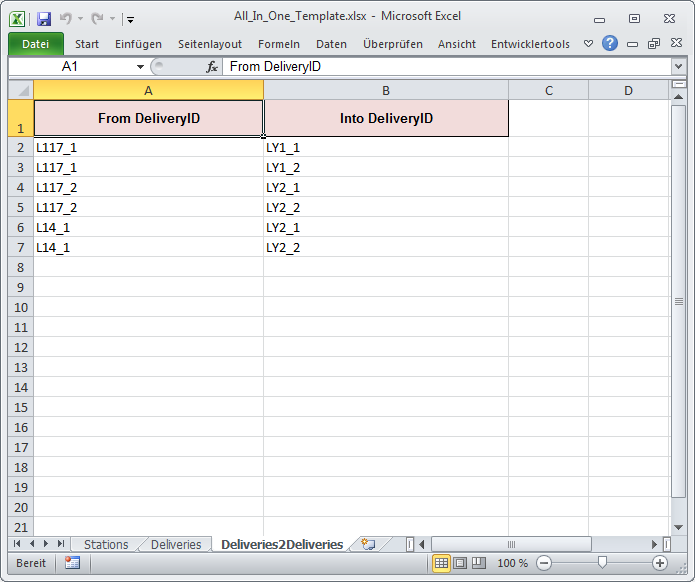 All_In_One_Template.xlsx - Microsoft Excel
Datei Start Einfügen Seitenlayout Formeln Daten Überprüfen Ansicht Entwicklertools
A1 fx From DeliveryID
A B C D
1 From DeliveryID Into DeliveryID
2 L117_1 LY1_1
3 L117_1 LY1_2
4 L117_2 LY2_1
5 L117_2 LY2_2
6 L14_1 LY2_1
7 L14_1 LY2_2
8
9
10
11
12
13
14
15
16
17
18
19
20
21
Stations Deliveries Deliveries2Deliveries
Bereit 100 %